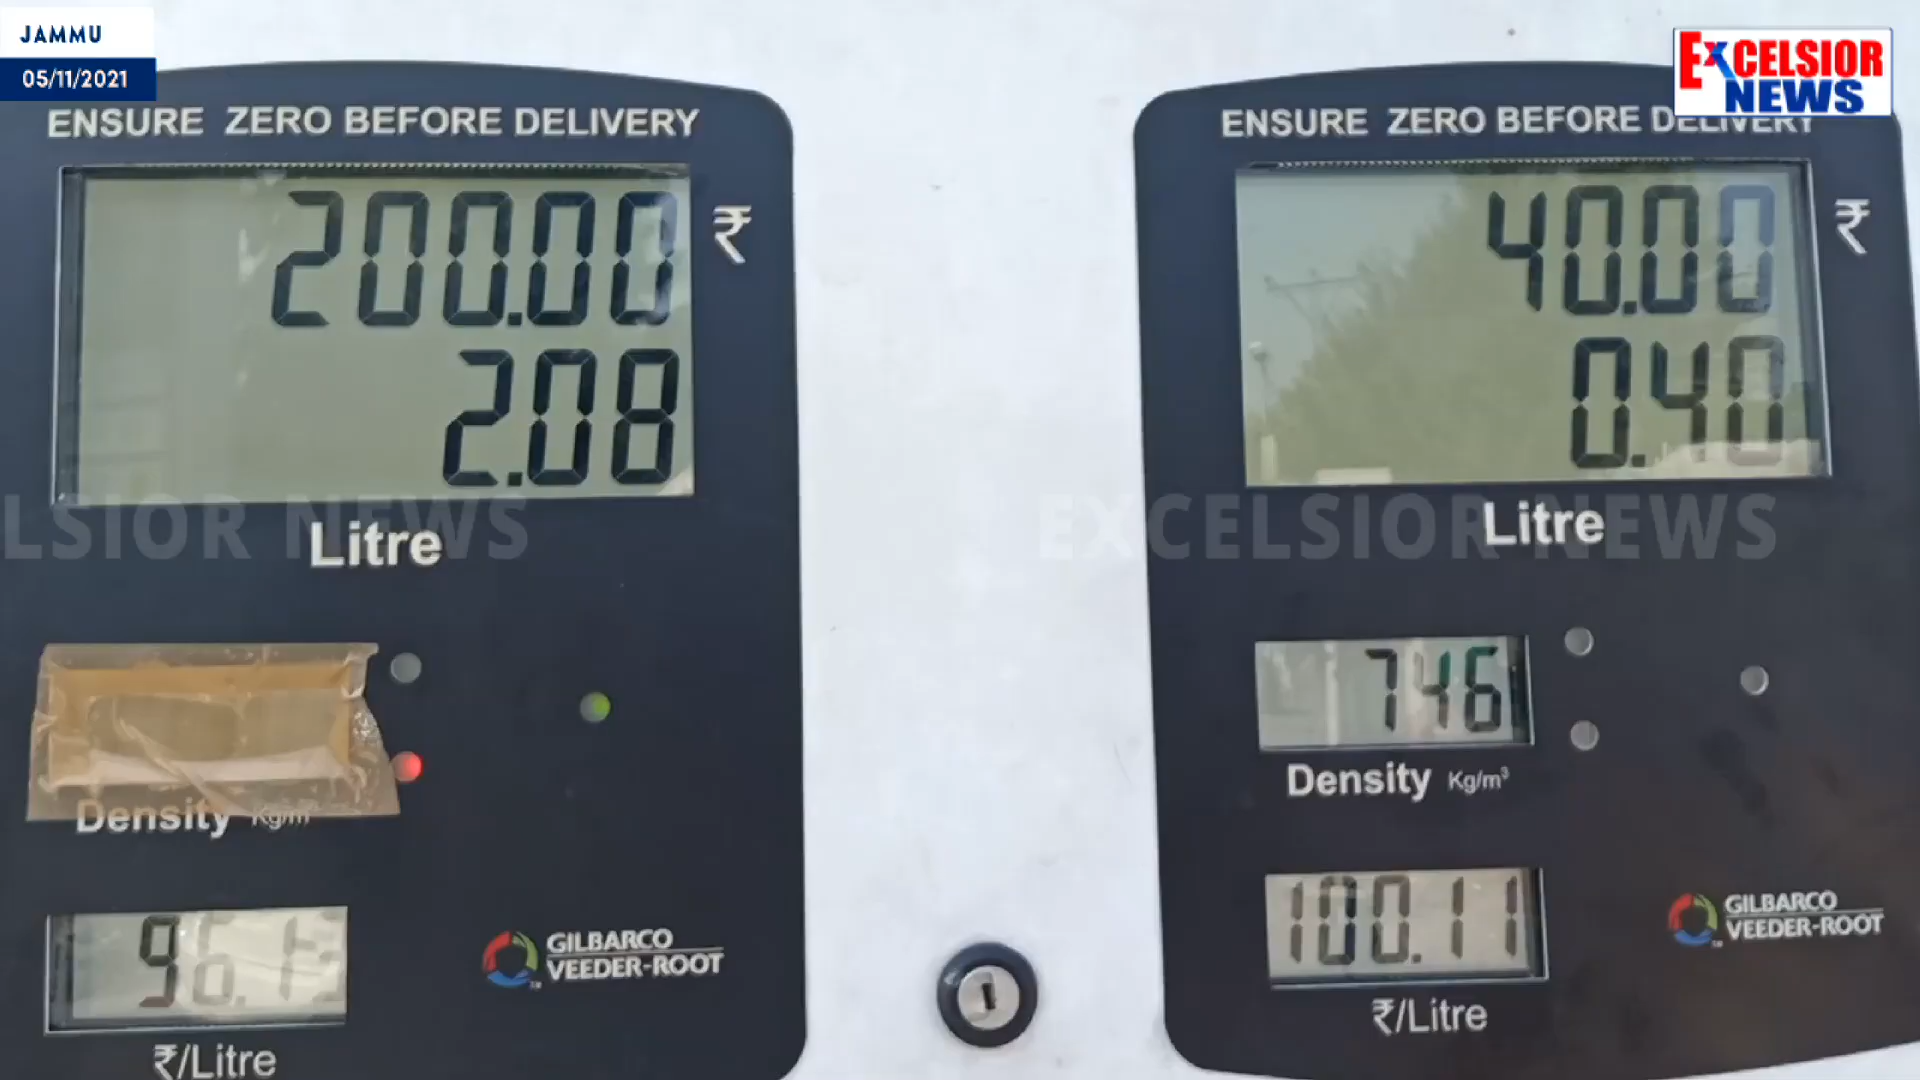 JAMMU
05/11/2021
EXCELSIOR
NEWS
ENSURE ZERO BEFORE DELIVERY
200.00 ₹
2.08
Litre
Density Kg/m³
GILBARCO
VEEDER-ROOT
₹/Litre
ENSURE ZERO BEFORE DELIVERY
40.00 ₹
0.40
Litre
746
Density Kg/m³
100.11
GILBARCO
VEEDER-ROOT
₹/Litre
LSIOR NEWS
EXCELSIOR NEWS